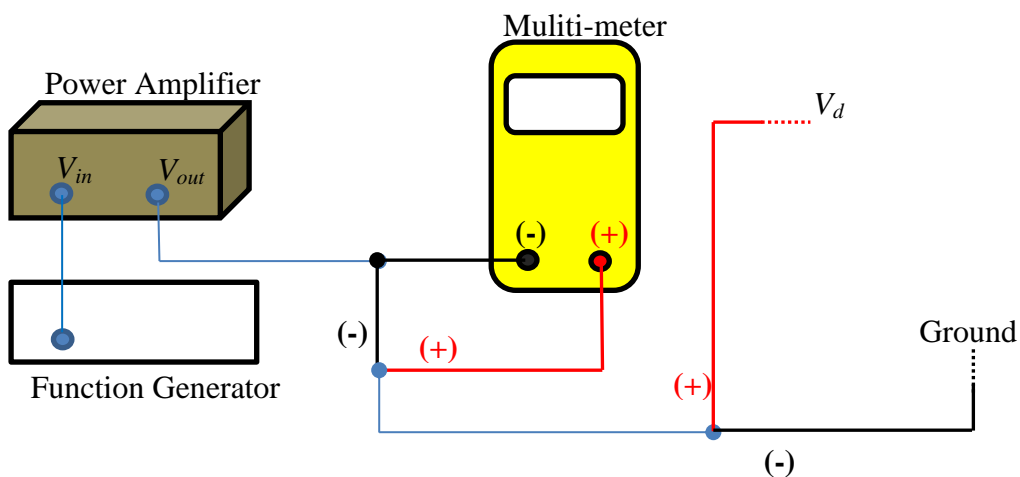 Muliti-meter
Power Amplifier
V_d
V_in
V_out
(-)
(+)
(-)
(+)
Ground
Function Generator
(+)
(-)